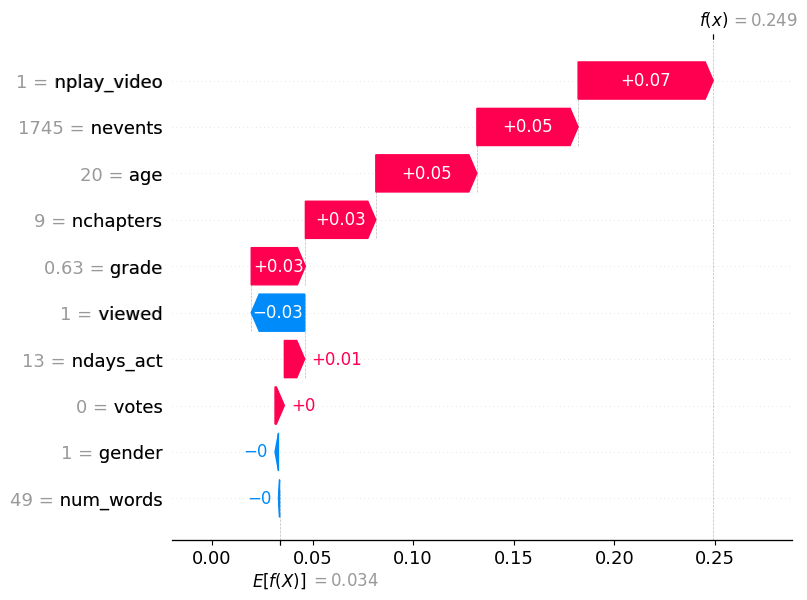 f(x) = 0.249
1 = nplay_video
+0.07
1745 = nevents
+0.05
20 = age
+0.05
9 = nchapters
+0.03
0.63 = grade
+0.03
1 = viewed
−0.03
13 = ndays_act
+0.01
0 = votes
+0
1 = gender
−0
49 = num_words
−0
0.00 0.05 0.10 0.15 0.20 0.25
E[f(X)] = 0.034